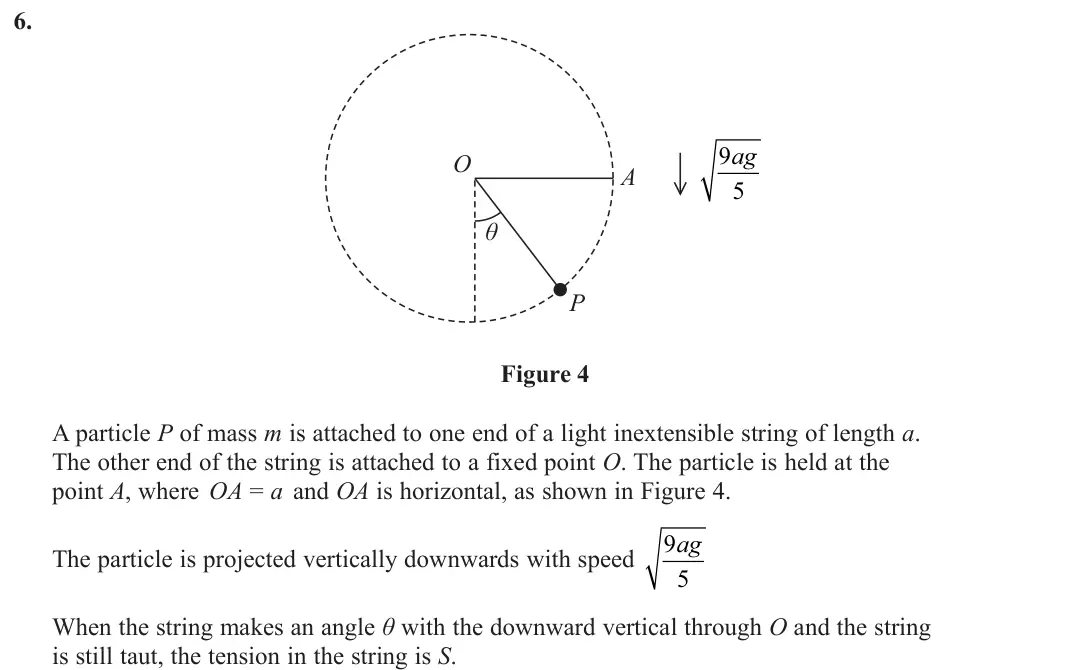 6.
O
A
↓ √(9ag/5)
θ
P
Figure 4
A particle P of mass m is attached to one end of a light inextensible string of length a.
The other end of the string is attached to a fixed point O. The particle is held at the
point A, where OA = a and OA is horizontal, as shown in Figure 4.
The particle is projected vertically downwards with speed √(9ag/5)
When the string makes an angle θ with the downward vertical through O and the string
is still taut, the tension in the string is S.